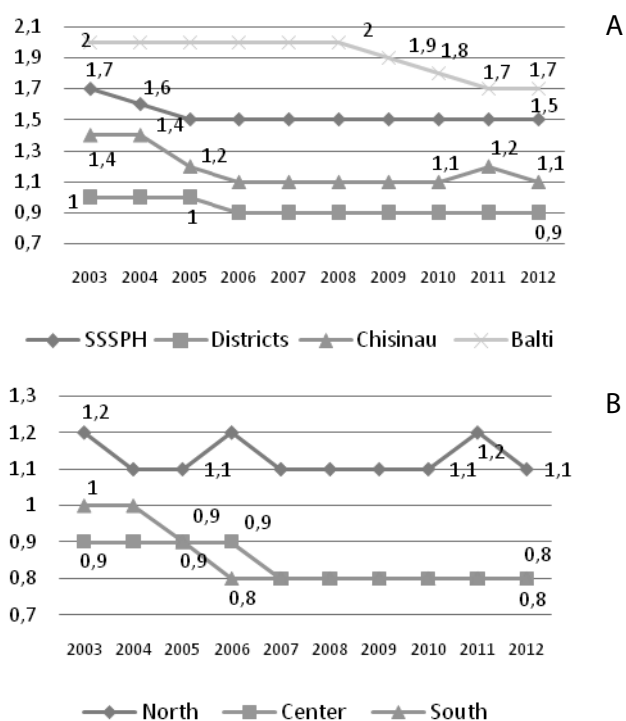 A
2,1
1,9
1,7
1,5
1,3
1,1
0,9
0,7
2 2 1,9 1,8 1,7 1,7
1,7 1,6 1,5
1,4 1,4 1,2 1,1 1,2 1,1
1 1 0,9
2003 2004 2005 2006 2007 2008 2009 2010 2011 2012
SSSPH Districts Chisinau Balti
B
1,3
1,2
1,1
1
0,9
0,8
0,7
1,2 1,1 1,1 1,2 1,1
1 0,9 0,9 0,8
0,9 0,9 0,8 0,8
2003 2004 2005 2006 2007 2008 2009 2010 2011 2012
North Center South